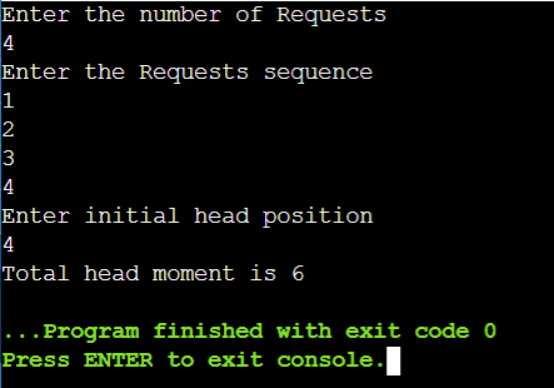 Enter the number of Requests
4
Enter the Requests sequence
1
2
3
4
Enter initial head position
4
Total head moment is 6
...Program finished with exit code 0
Press ENTER to exit console.